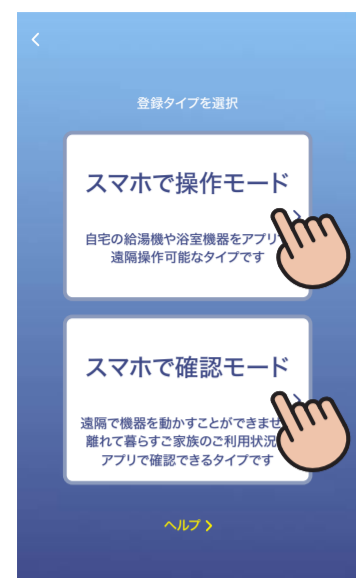 登録タイプを選択
スマホで操作モード
自宅の給湯機や浴室機器をアプリ
遠隔操作可能なタイプです
スマホで確認モード
遠隔で機器を動かすことができませ
離れて暮らすご家族のご利用状況
アプリで確認できるタイプです
ヘルプ >